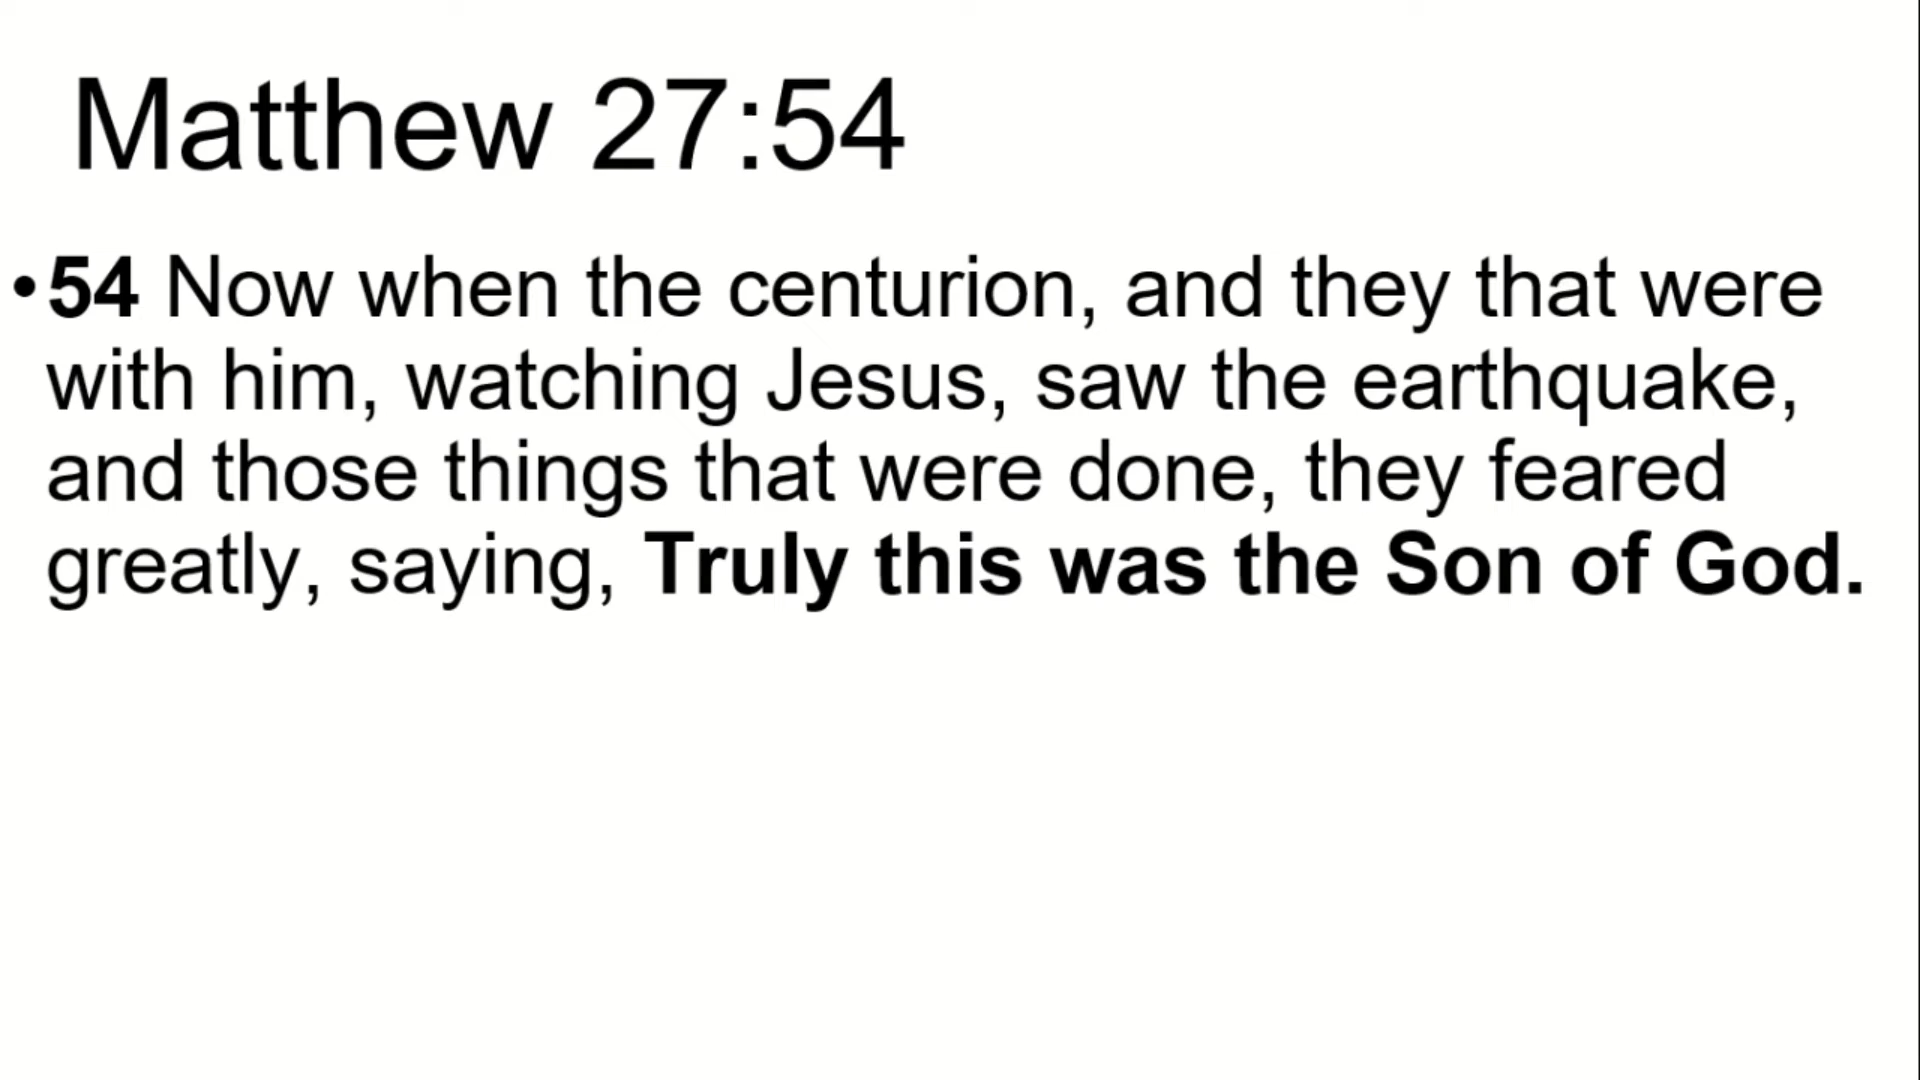 Matthew 27:54
•54 Now when the centurion, and they that were
with him, watching Jesus, saw the earthquake,
and those things that were done, they feared
greatly, saying, Truly this was the Son of God.